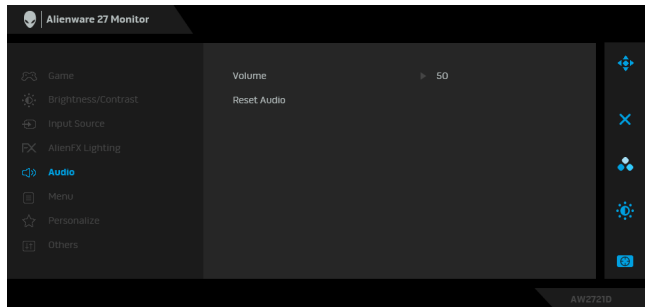 Alienware 27 Monitor
Game
Volume 50
Brightness/Contrast
Reset Audio
Input Source
FX AlienFX Lighting
Audio
Menu
Personalize
Others
AW2721D